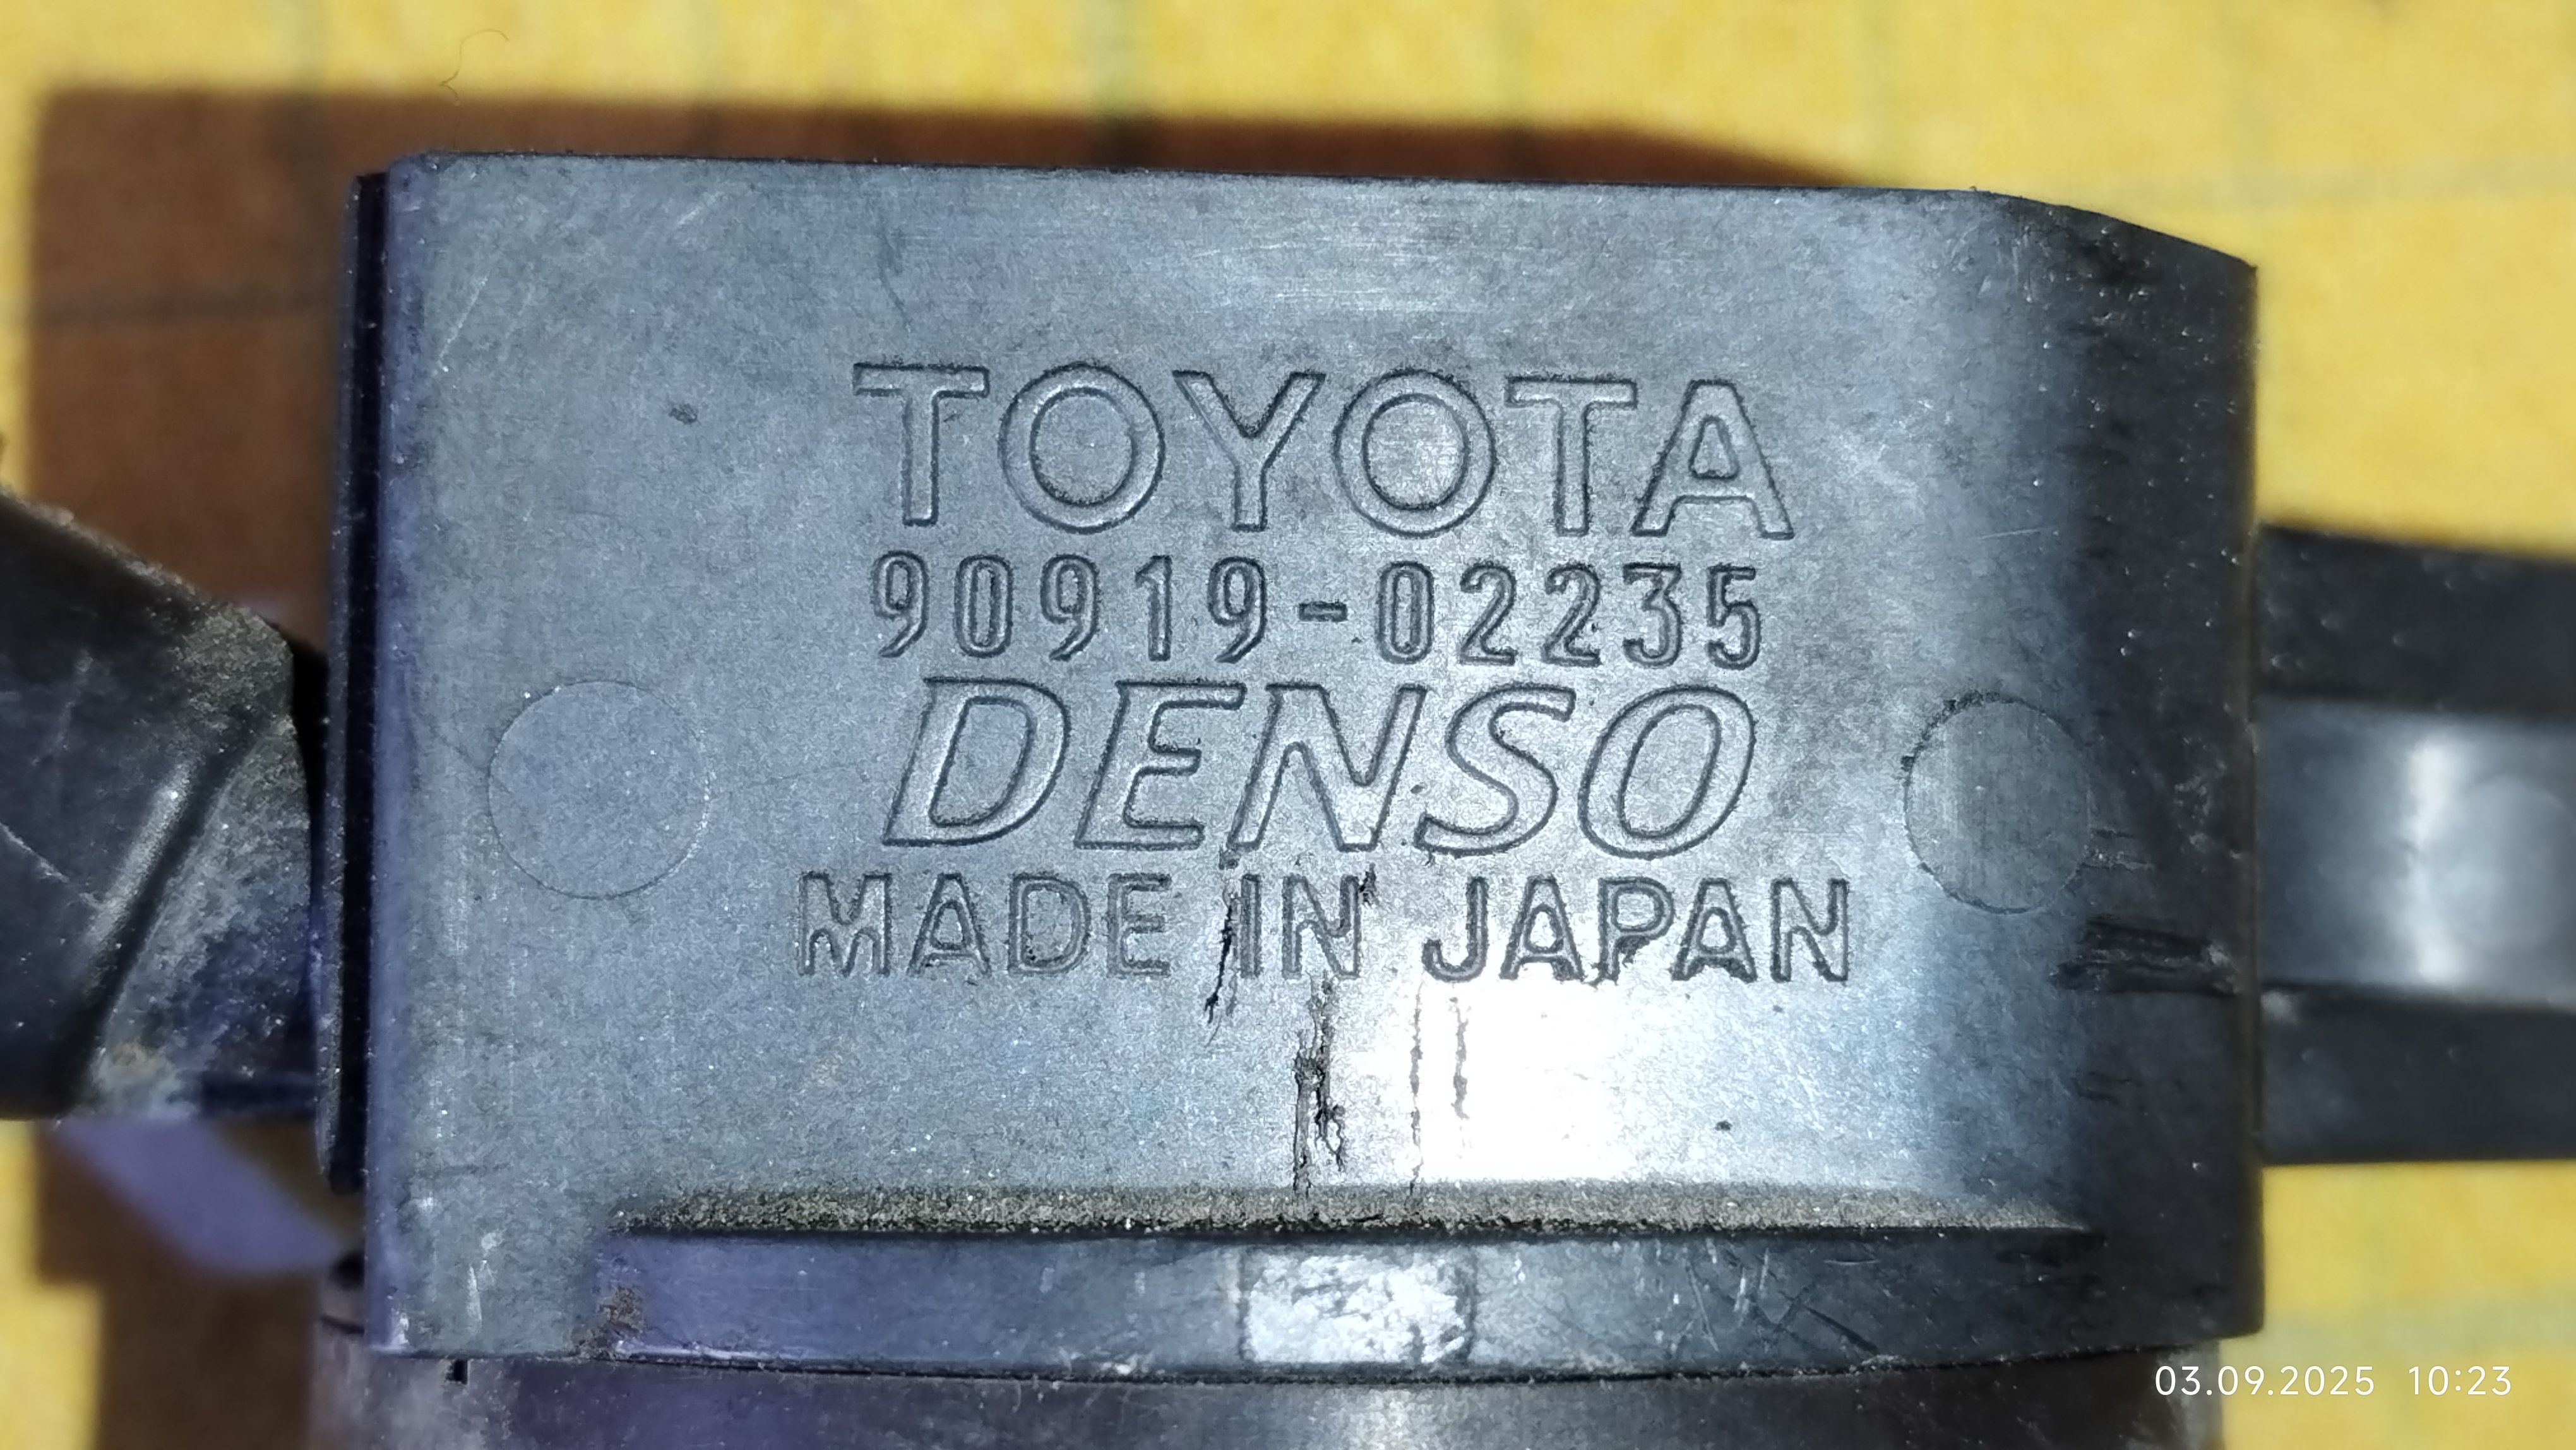 TOYOTA
90919-02235
DENSO
MADE IN JAPAN
03.09.2025 10:23